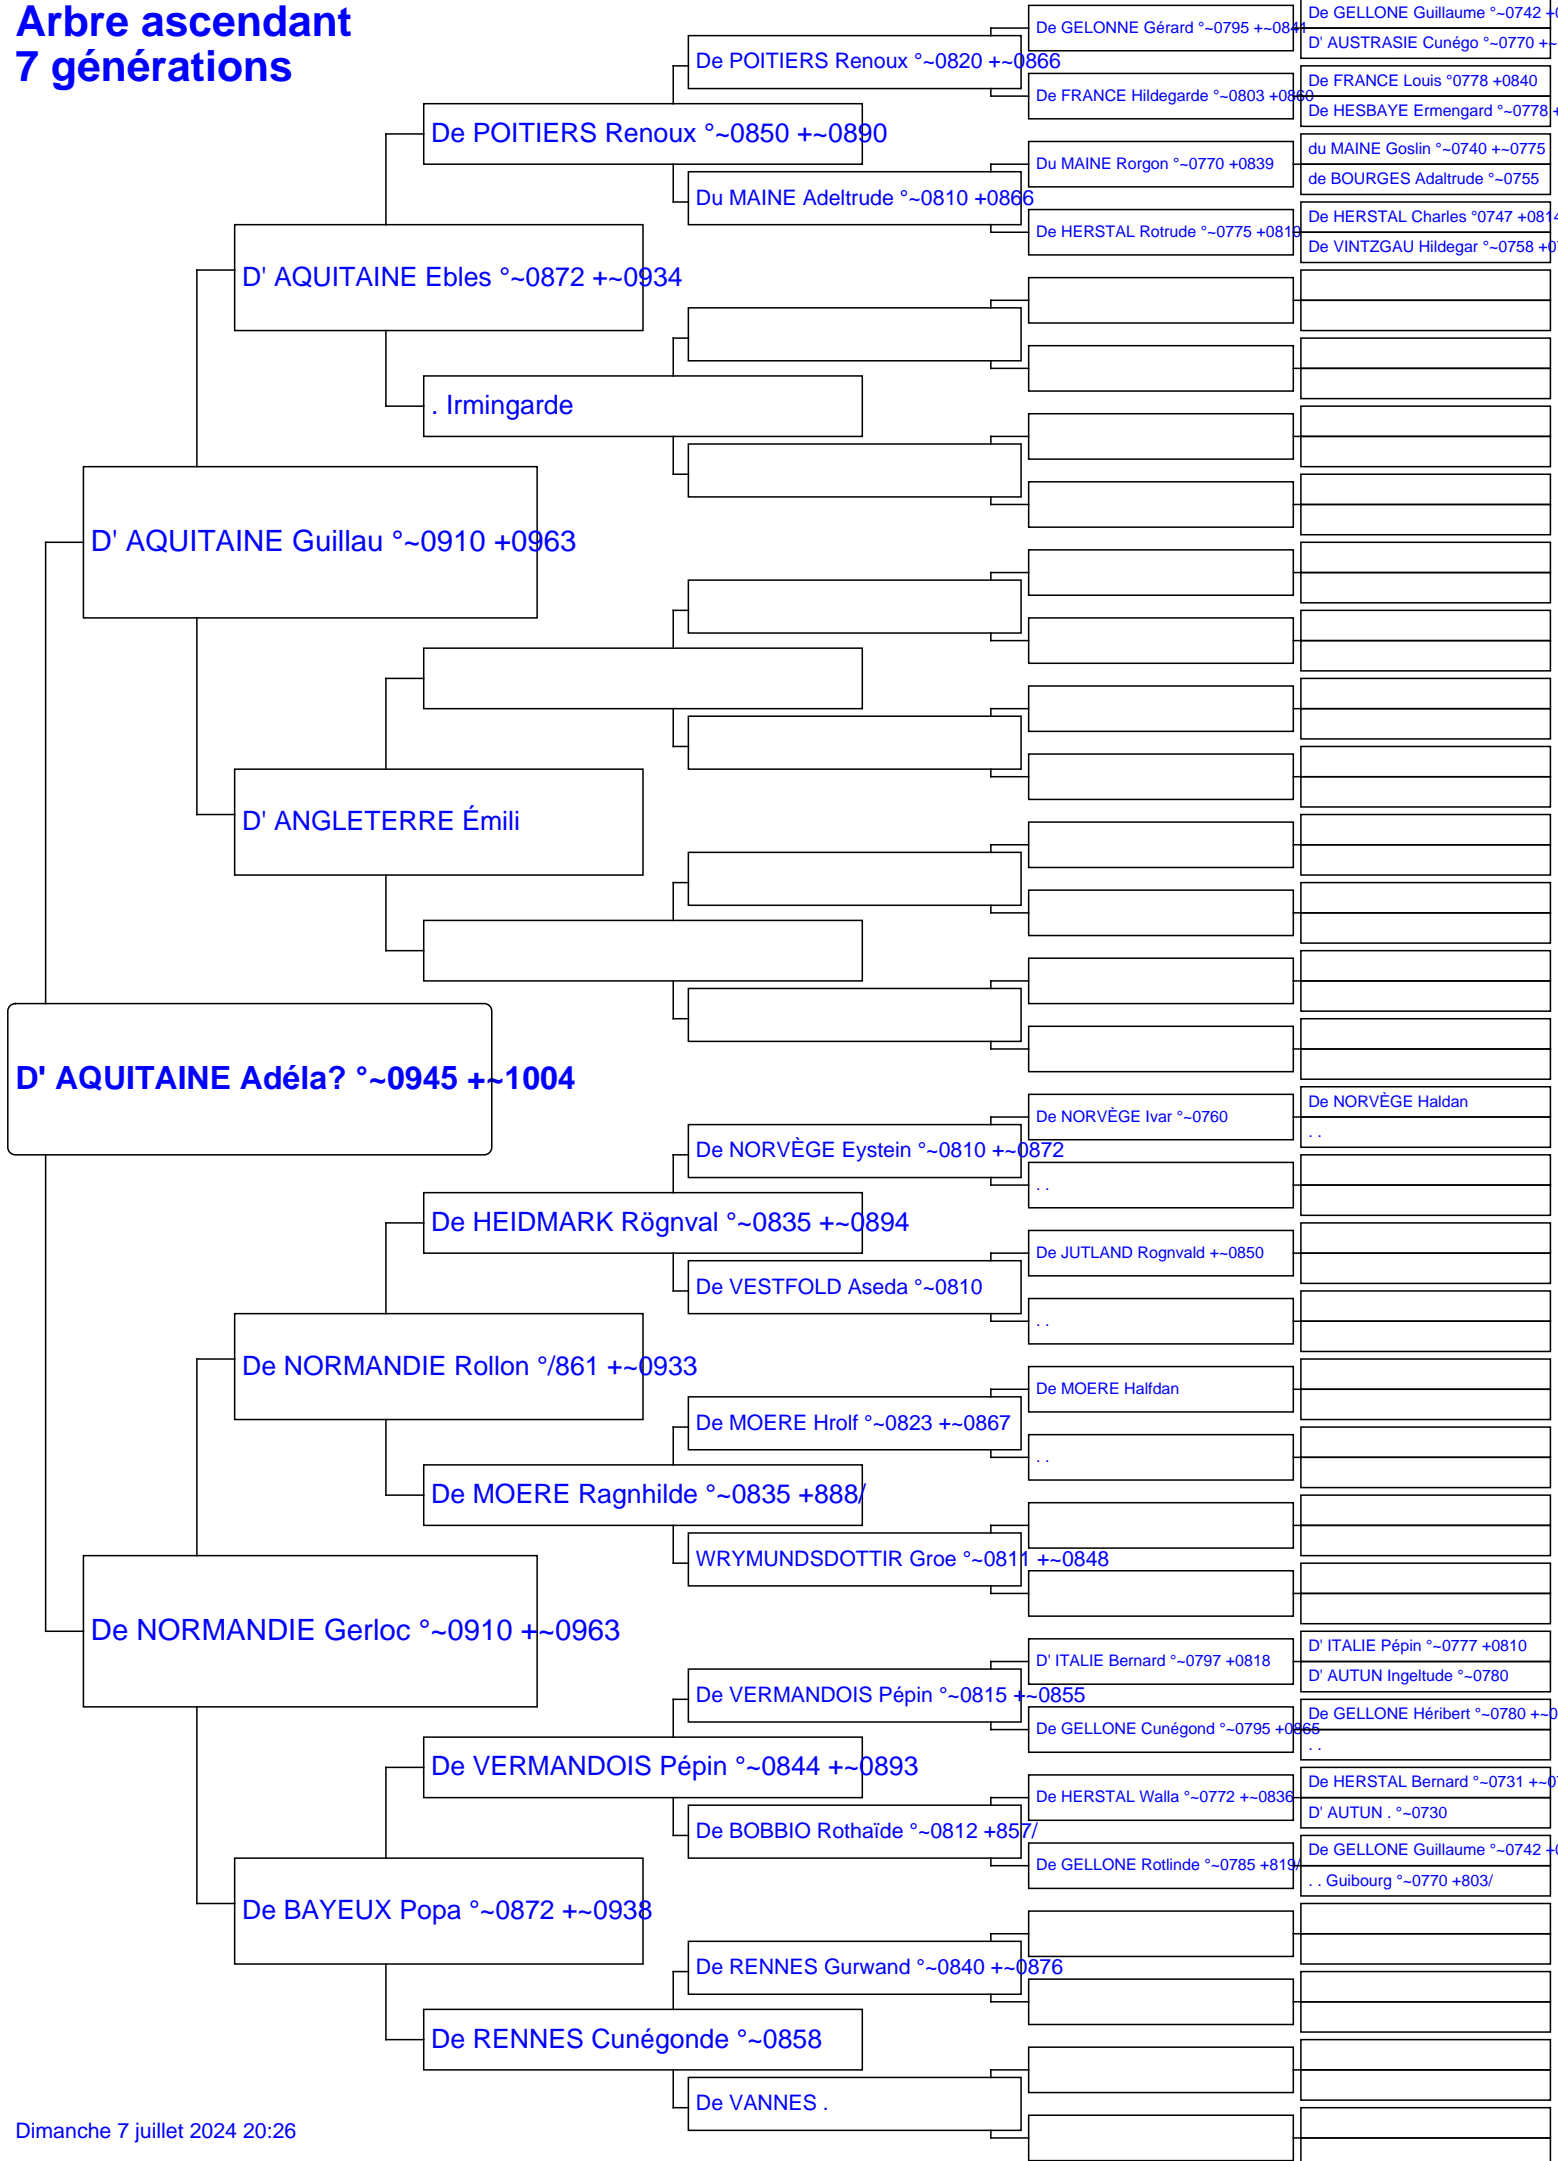 Arbre ascendant
7 générations
D' AQUITAINE Adéla? °~0945 +~1004
D' AQUITAINE Guillau °~0910 +0963
De NORMANDIE Gerloc °~0910 +~0963
D' AQUITAINE Ebles °~0872 +~0934
D' ANGLETERRE Émili
De NORMANDIE Rollon °/861 +~0933
De BAYEUX Popa °~0872 +~0938
De POITIERS Renoux °~0850 +~0890
. Irmingarde
De HEIDMARK Rögnval °~0835 +~0894
De MOERE Ragnhilde °~0835 +888/
De VERMANDOIS Pépin °~0844 +~0893
De RENNES Cunégonde °~0858
De POITIERS Renoux °~0820 +~0866
Du MAINE Adeltrude °~0810 +0866
De NORVÈGE Eystein °~0810 +~0872
De VESTFOLD Aseda °~0810
De MOERE Hrolf °~0823 +~0867
WRYMUNDSDOTTIR Groe °~0811 +~0848
De VERMANDOIS Pépin °~0815 +~0855
De BOBBIO Rothaïde °~0812 +857/
De RENNES Gurwand °~0840 +~0876
De VANNES .
De GELONNE Gérard °~0795 +~0841
De FRANCE Hildegarde °~0803 +0860
Du MAINE Rorgon °~0770 +0839
De HERSTAL Rotrude °~0775 +0810
De NORVÈGE Ivar °~0760
. .
De JUTLAND Rognvald +~0850
. .
De MOERE Halfdan
. .
D' ITALIE Bernard °~0797 +0818
De GELLONE Cunégond °~0795 +0865
De HERSTAL Walla °~0772 +~0836
De GELLONE Rotlinde °~0785 +819/
De GELLONE Guillaume °~0742 +
D' AUSTRASIE Cunégo °~0770 +~
De FRANCE Louis °0778 +0840
De HESBAYE Ermengard °~0778 +
du MAINE Goslin °~0740 +~0775
de BOURGES Adaltrude °~0755
De HERSTAL Charles °0747 +0814
De VINTZGAU Hildegar °~0758 +
De NORVÈGE Haldan
. .
D' ITALIE Pépin °~0777 +0810
D' AUTUN Ingeltude °~0780
De GELLONE Héribert °~0780 +~
. .
De HERSTAL Bernard °~0731 +~
D' AUTUN . °~0730
De GELLONE Guillaume °~0742 +
. . Guibourg °~0770 +803/
Dimanche 7 juillet 2024 20:26